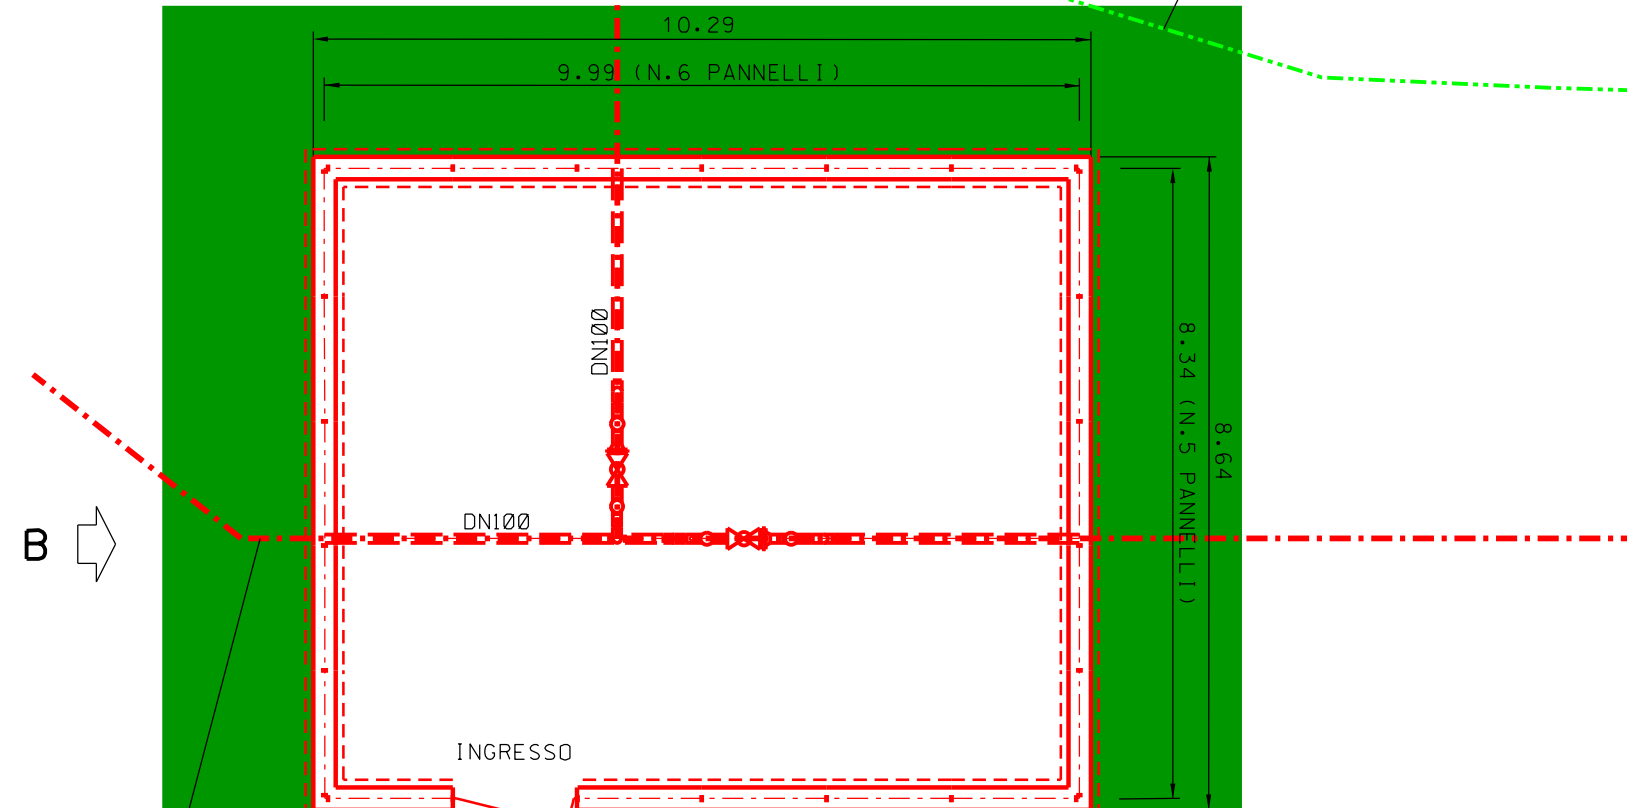 10.29
9.99 (N.6 PANNELLI)
DN100
8.34 (N.5 PANNELLI)
8.64
DN100
B
INGRESSO